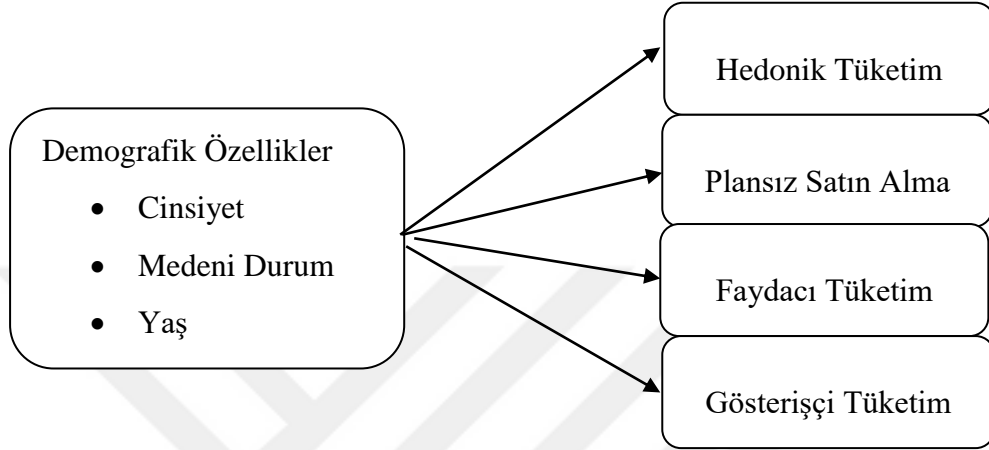 Demografik Özellikler
• Cinsiyet
• Medeni Durum
• Yaş
Hedonik Tüketim
Plansız Satın Alma
Faydacı Tüketim
Gösterişçi Tüketim